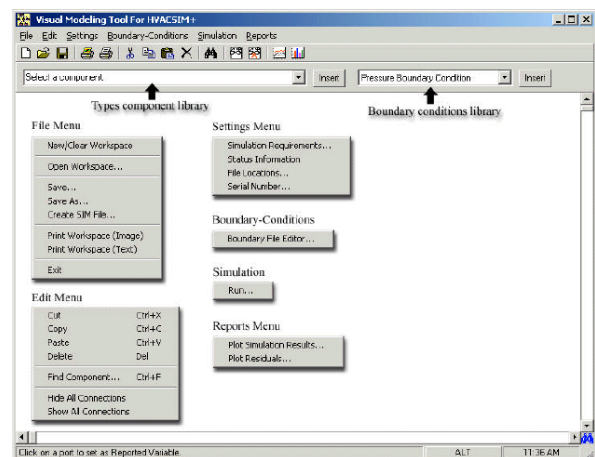 Visual Modeling Tool For HVACSIM+
File Edit Settings Boundary-Conditions Simulation Reports
Select a component Insert Pressure Boundary Condition Insert
Types component library
Boundary conditions library
File Menu
New/Clear Workspace
Open Workspace...
Save...
Save As...
Create SIM File...
Print Workspace (Image)
Print Workspace (Text)
Exit
Edit Menu
Cut Ctrl+X
Copy Ctrl+C
Paste Ctrl+V
Delete Del
Find Component... Ctrl+F
Hide All Connections
Show All Connections
Settings Menu
Simulation Requirements...
Status Information
File Locations...
Serial Number...
Boundary-Conditions
Boundary File Editor...
Simulation
Run...
Reports Menu
Plot Simulation Results...
Plot Residuals...
Click on a port to set as Reported Variable. ALT 11:36 AM